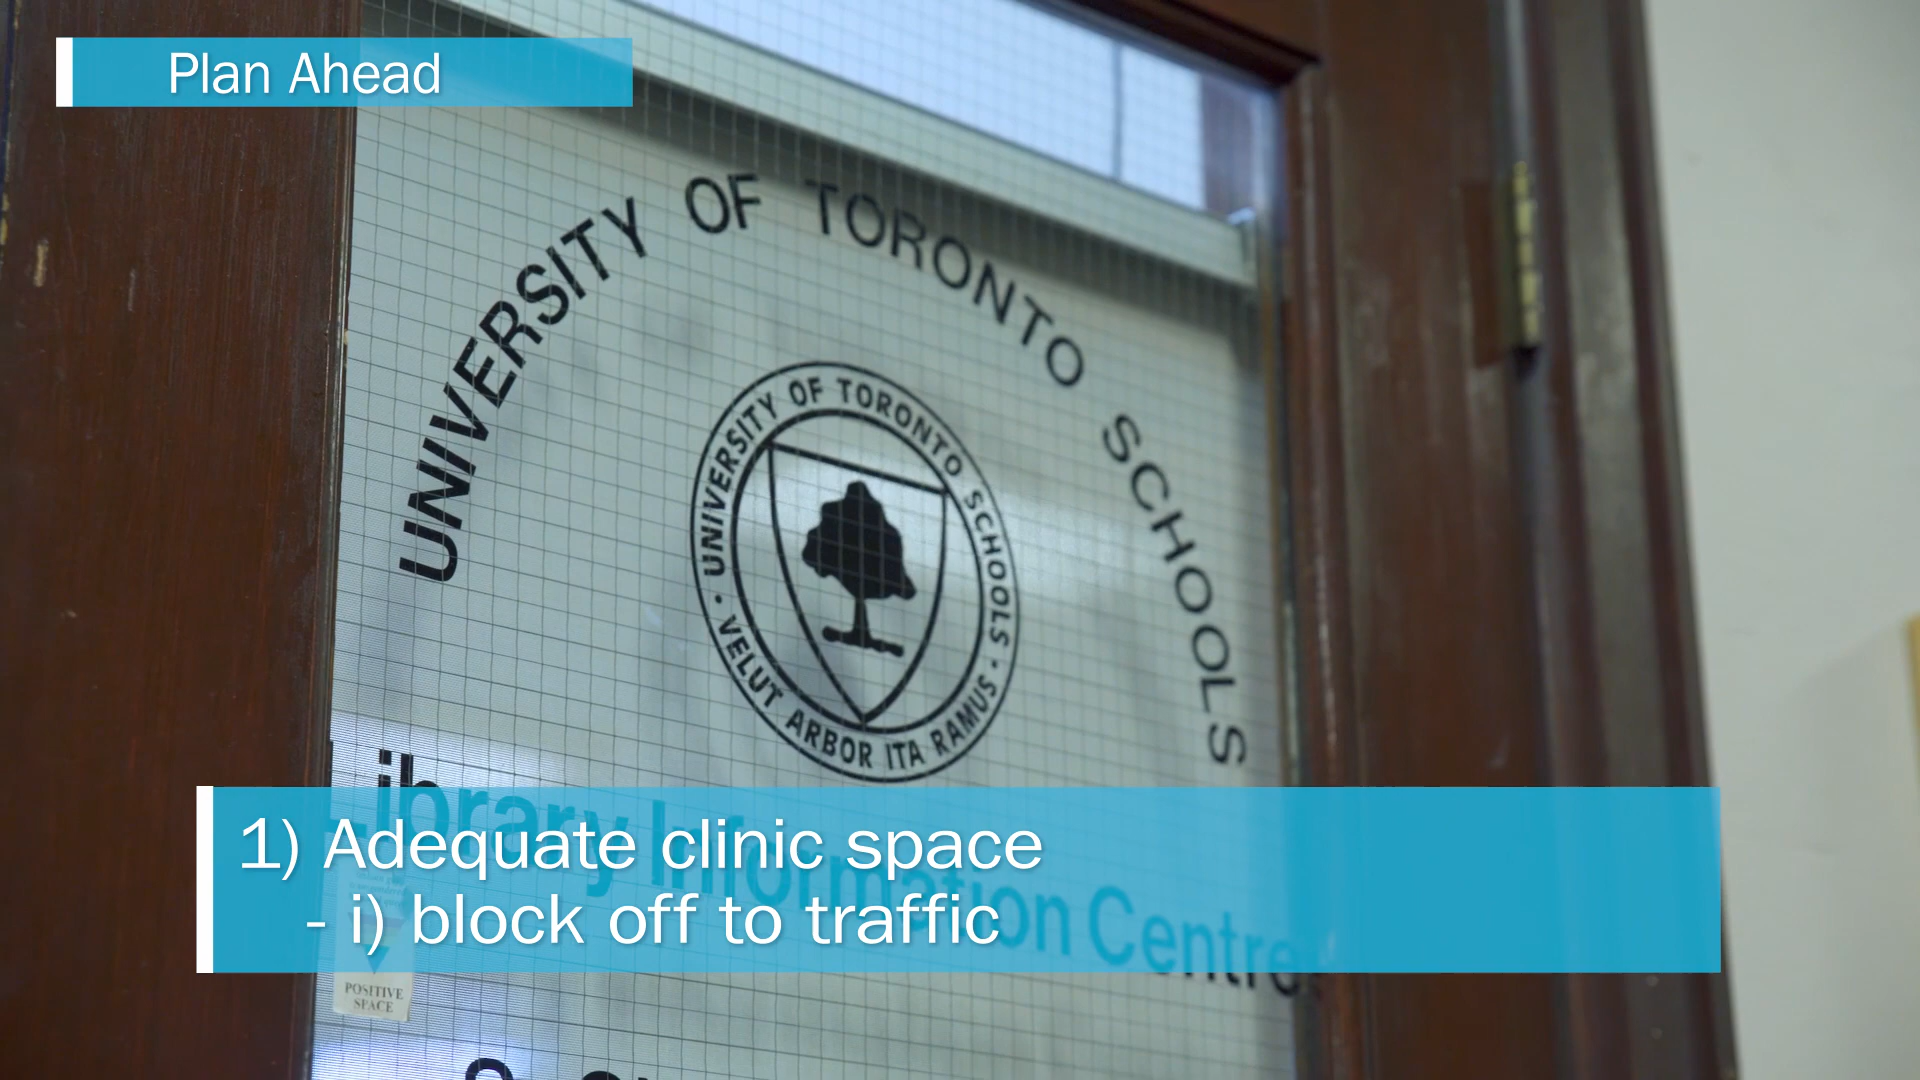 Plan Ahead
UNIVERSITY OF TORONTO SCHOOLS
UNIVERSITY OF TORONTO SCHOOLS
• VELUT ARBOR ITA RAMUS •
Library Information Centre
1) Adequate clinic space
- i) block off to traffic
POSITIVE
SPACE